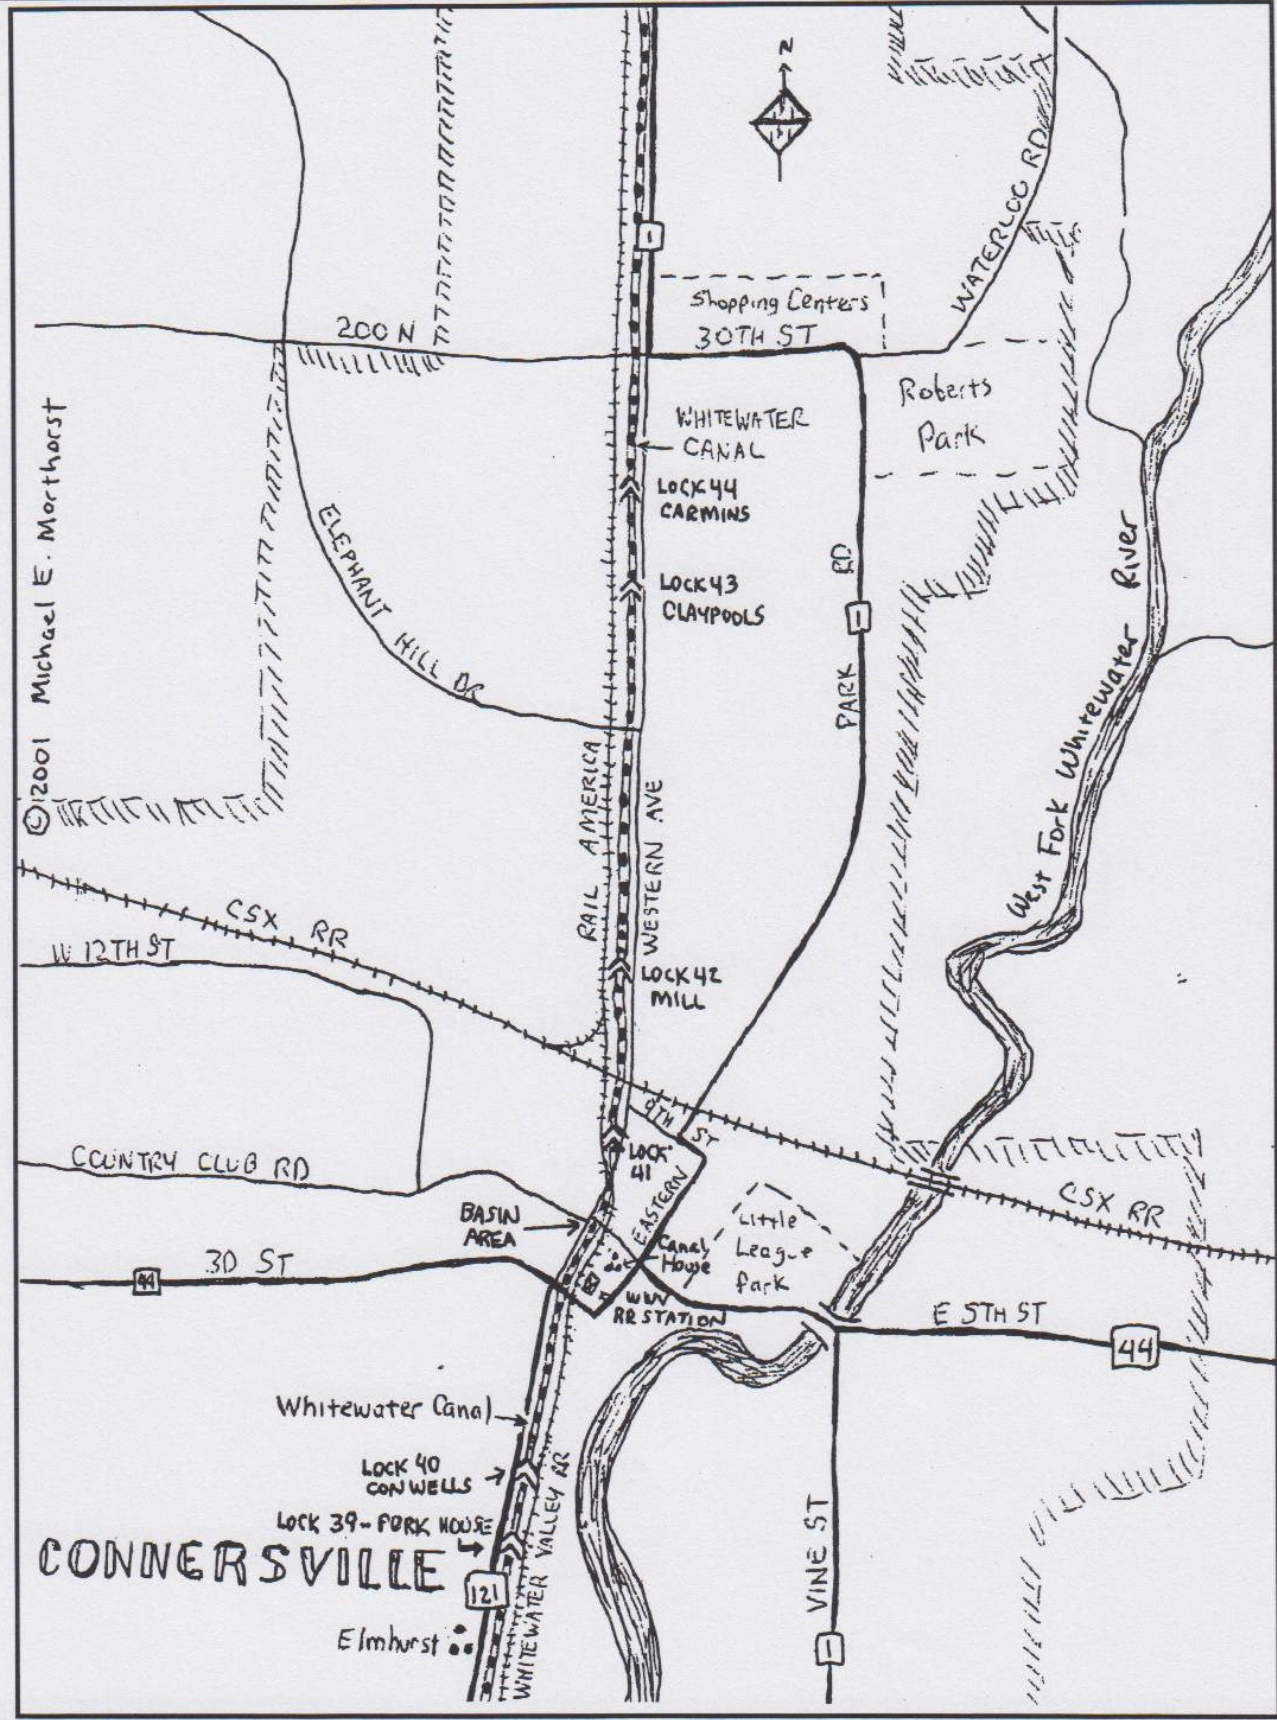 N
WATERLOO RD
1
Shopping Centers
200 N
30TH ST
Roberts
Park
WHITEWATER
CANAL
©2001 Michael E. Morthorst
LOCK 44
CARMINS
ELEPHANT HILL DR
LOCK 43
CLAYPOOLS
PARK RD
1
West Fork Whitewater River
RAIL AMERICA
WESTERN AVE
CSX RR
W 12TH ST
LOCK 42
MILL
9TH ST
COUNTRY CLUB RD
LOCK
41
EASTERN
CSX RR
BASIN
AREA
Little
League
Park
Canal
House
3D ST
44
WWV
RR STATION
E 5TH ST
44
Whitewater Canal
LOCK 40
CONWELLS
LOCK 39 - PORK HOUSE
CONNERSVILLE
121
WHITEWATER VALLEY RR
VINE ST
Elmhurst
1